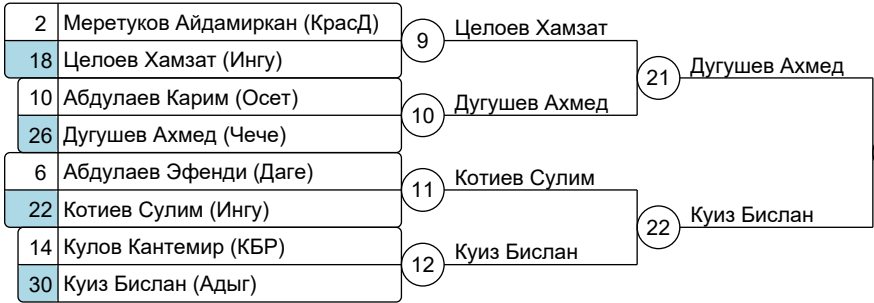 2 Меретуков Айдамиркан (КрасД)
18 Целоев Хамзат (Ингу)
9 Целоев Хамзат
10 Абдулаев Карим (Осет)
26 Дугушев Ахмед (Чече)
10 Дугушев Ахмед
21 Дугушев Ахмед
6 Абдулаев Эфенди (Даге)
22 Котиев Сулим (Ингу)
11 Котиев Сулим
14 Кулов Кантемир (КБР)
30 Куиз Бислан (Адыг)
12 Куиз Бислан
22 Куиз Бислан